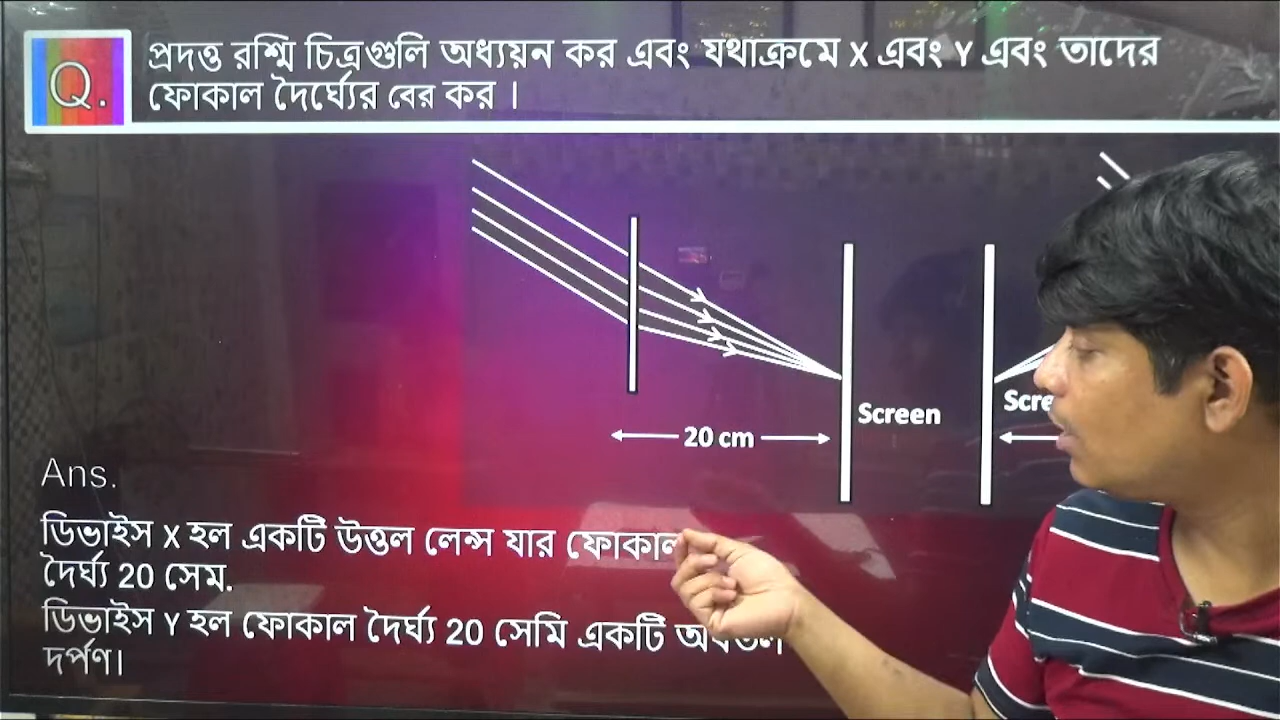 Q.
প্রদত্ত রশ্মি চিত্রগুলি অধ্যয়ন কর এবং যথাক্রমে X এবং Y এবং তাদের
ফোকাল দৈর্ঘ্যের বের কর ।
20 cm
Screen
Ans.
ডিভাইস X হল একটি উত্তল লেন্স যার ফোকাল
দৈর্ঘ্য 20 সেম.
ডিভাইস Y হল ফোকাল দৈর্ঘ্য 20 সেমি একটি
দর্পণ।